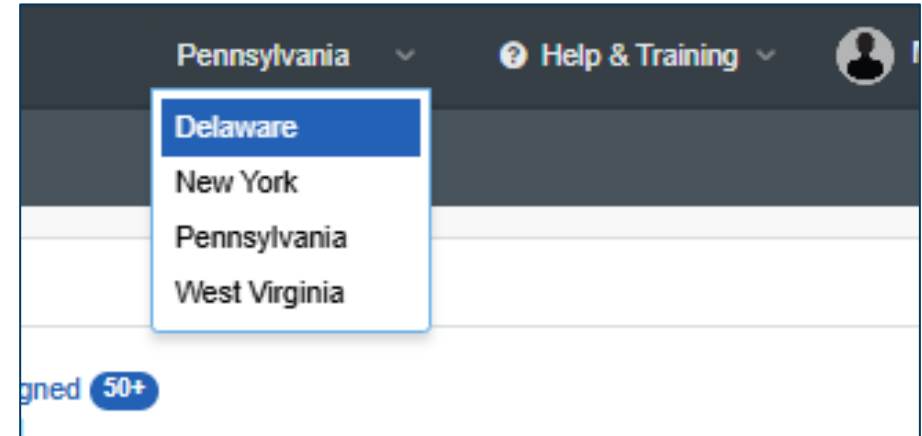 Pennsylvania Help & Training
Delaware
New York
Pennsylvania
West Virginia
gned 50+